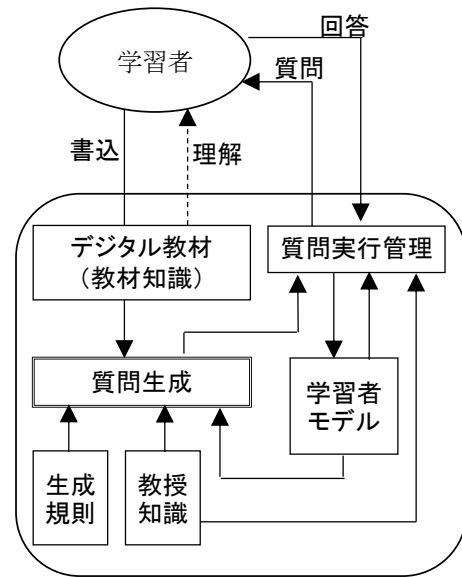 回答
学習者
質問
書込
理解
デジタル教材
（教材知識）
質問実行管理
質問生成
学習者
モデル
生成
規則
教授
知識